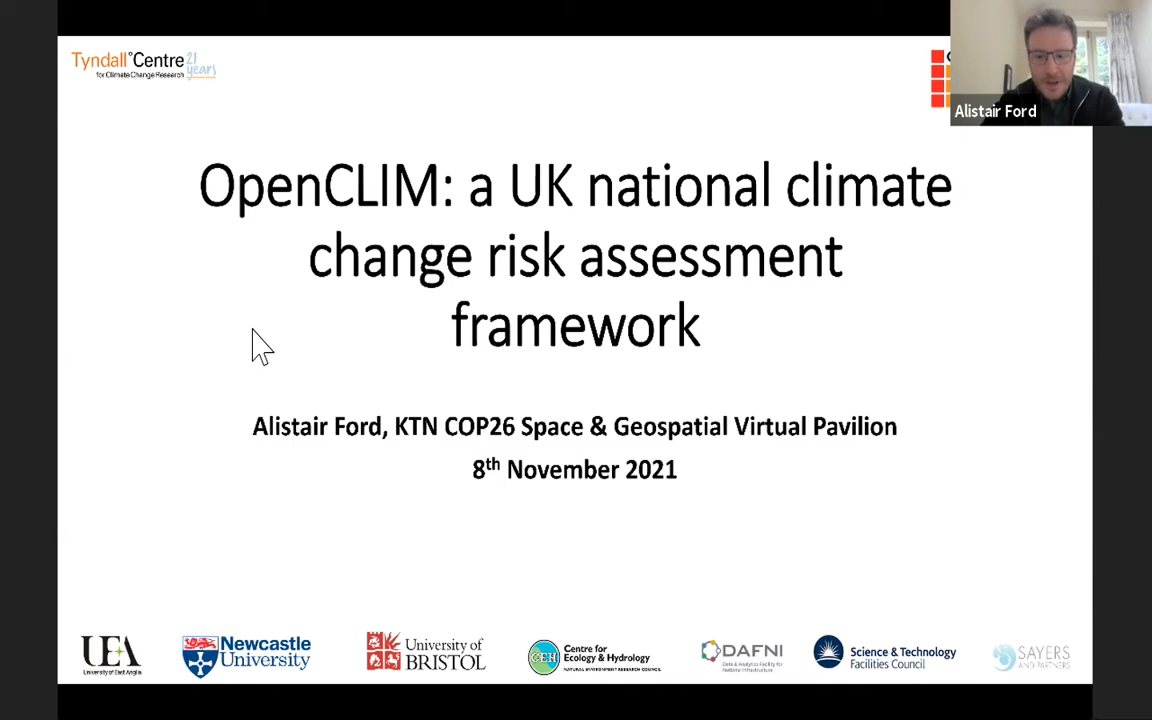 Tyndall°Centre 21 years
for Climate Change Research
Alistair Ford
OpenCLIM: a UK national climate
change risk assessment
framework
Alistair Ford, KTN COP26 Space & Geospatial Virtual Pavilion
8th November 2021
UEA
University of East Anglia
Newcastle
University
University of
BRISTOL
CEH
Centre for
Ecology & Hydrology
NATURAL ENVIRONMENT RESEARCH COUNCIL
DAFNI
Data & Analytics Facility for
National Infrastructure
Science & Technology
Facilities Council
SAYERS
AND PARTNERS